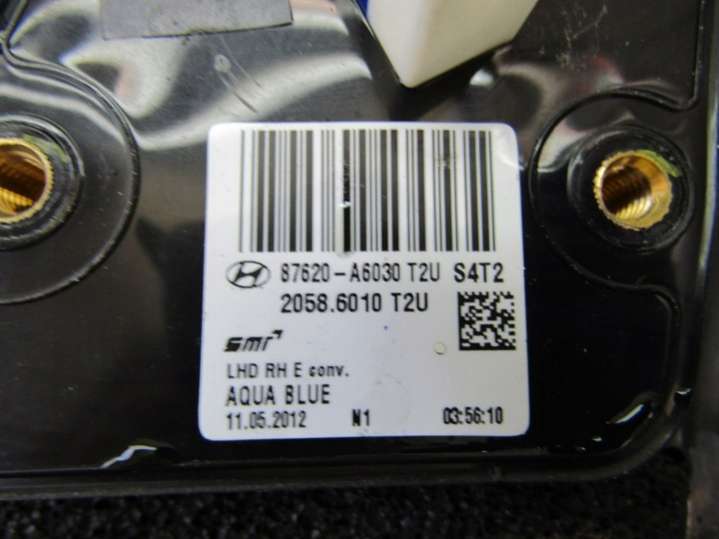 87620-A6030 T2U S4T2
2058.6010 T2U
smr
LHD RH E conv.
AQUA BLUE
11.05.2012 N1 03:56:10